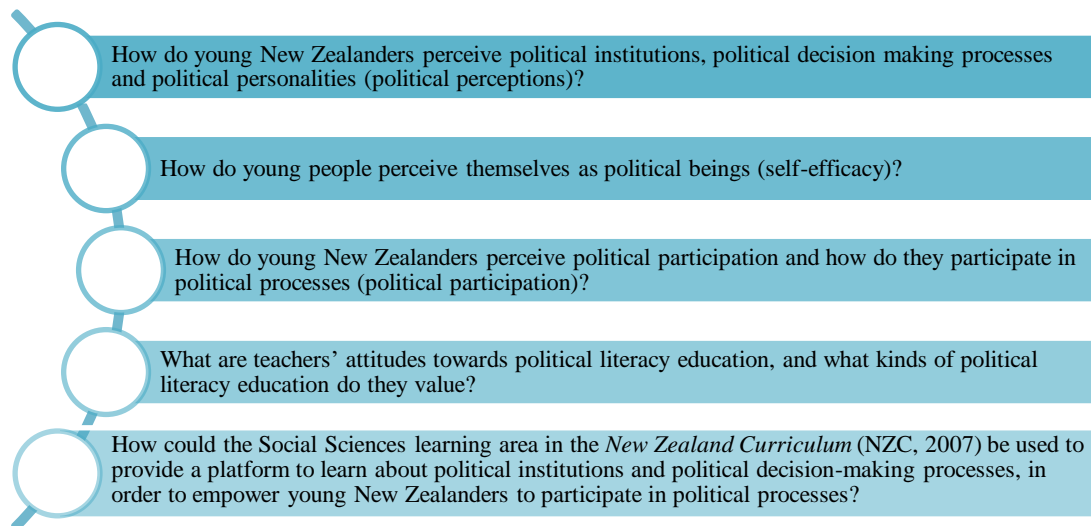 How do young New Zealanders perceive political institutions, political decision making processes
and political personalities (political perceptions)?
How do young people perceive themselves as political beings (self-efficacy)?
How do young New Zealanders perceive political participation and how do they participate in
political processes (political participation)?
What are teachers’ attitudes towards political literacy education, and what kinds of political
literacy education do they value?
How could the Social Sciences learning area in the New Zealand Curriculum (NZC, 2007) be used to
provide a platform to learn about political institutions and political decision-making processes, in
order to empower young New Zealanders to participate in political processes?